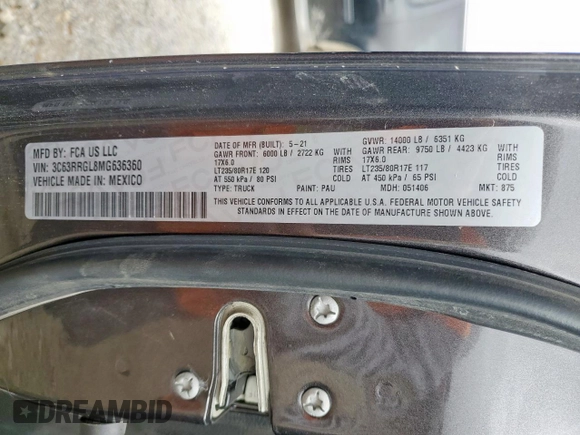 MFD BY: FCA US LLC
VIN: 3C63RRGL8MG636360
VEHICLE MADE IN: MEXICO
DATE OF MFR (BUILT): 5-21
GAWR FRONT: 6000 LB / 2722 KG
17X6.0
LT235/80R17E 120
AT 550 kPa / 80 PSI
TYPE: TRUCK
RIMS
TIRES
COLD
PAINT: PAU
GVWR: 14000 LB / 6351 KG
GAWR REAR: 9750 LB / 4423 KG
17X6.0
LT235/80R17E 117
AT 450 kPa / 65 PSI
MDH: 051406
RIMS
TIRES
COLD
MKT: 875
THIS VEHICLE CONFORMS TO ALL APPLICABLE U.S.A. FEDERAL MOTOR VEHICLE SAFETY
STANDARDS IN EFFECT ON THE DATE OF MANUFACTURE SHOWN ABOVE
DREAMBID